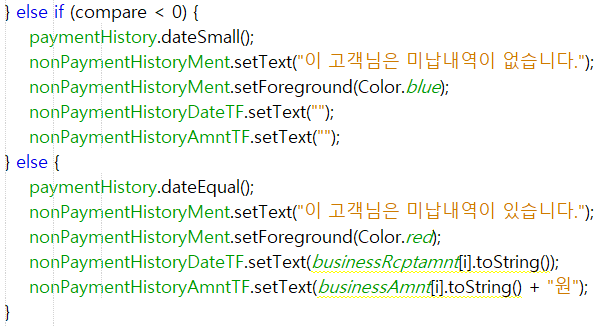 } else if (compare < 0) {
    paymentHistory.dateSmall();
    nonPaymentHistoryMent.setText("이 고객님은 미납내역이 없습니다.");
    nonPaymentHistoryMent.setForeground(Color.blue);
    nonPaymentHistoryDateTF.setText("");
    nonPaymentHistoryAmntTF.setText("");
} else {
    paymentHistory.dateEqual();
    nonPaymentHistoryMent.setText("이 고객님은 미납내역이 있습니다.");
    nonPaymentHistoryMent.setForeground(Color.red);
    nonPaymentHistoryDateTF.setText(businessRcptamnt[i].toString());
    nonPaymentHistoryAmntTF.setText(businessAmnt[i].toString() + "원");
}